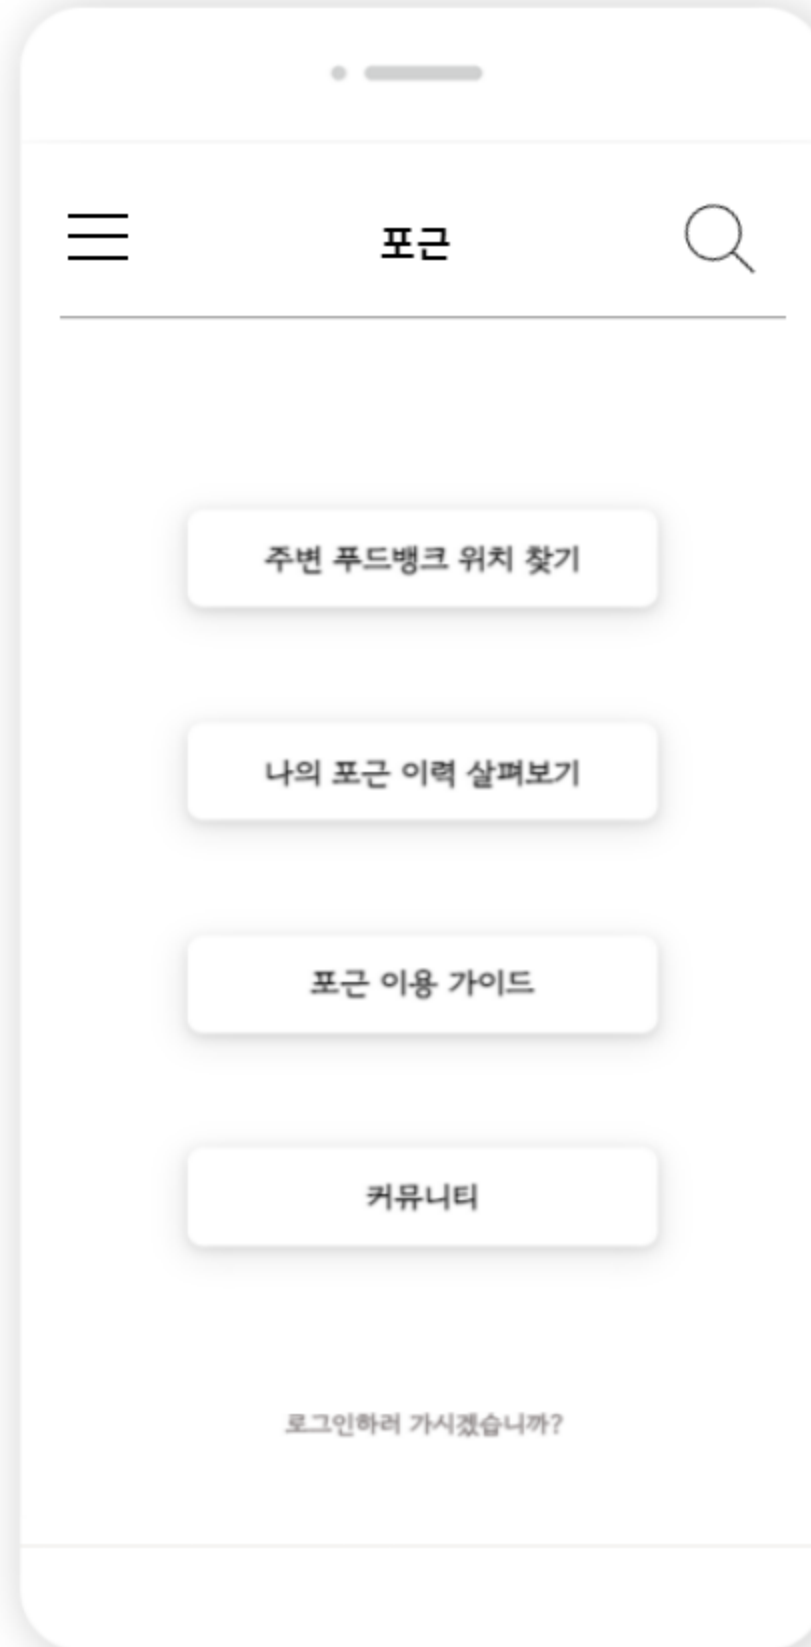 포근
주변 푸드뱅크 위치 찾기
나의 포근 이력 살펴보기
포근 이용 가이드
커뮤니티
로그인하러 가시겠습니까?